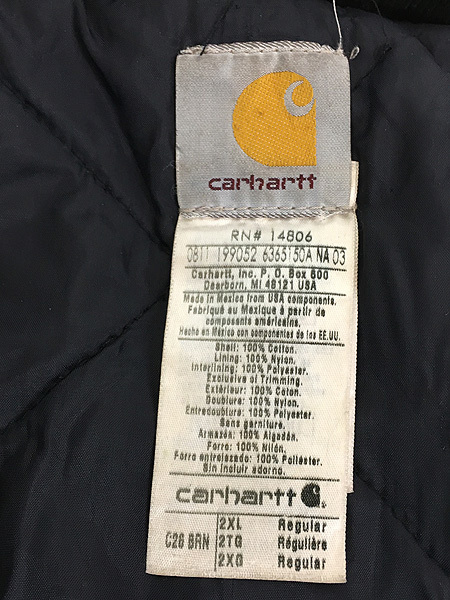 carhartt
RN# 14806
0811 199052 6365150A NA 03
Carhartt, Inc. P. O. Box 600
Dearborn, MI 48121 USA
Made in Mexico from USA components.
Fabriqué au Mexique à partir de
composants américains.
Hecho en México con componentes de los EE.UU.
Shell: 100% Cotton.
Lining: 100% Nylon.
Interlining: 100% Polyester.
Exclusive of Trimming.
Extérieur: 100% Coton.
Doublure: 100% Nylon.
Entredoublure: 100% Polyester.
Sans garniture.
Armazón: 100% Algodón.
Forro: 100% Nilón.
Forro entrelazado: 100% Poliéster.
Sin incluir adorno.
carhartt
2XL Regular
C26 BRN 2TG Régulière
2XG Regular